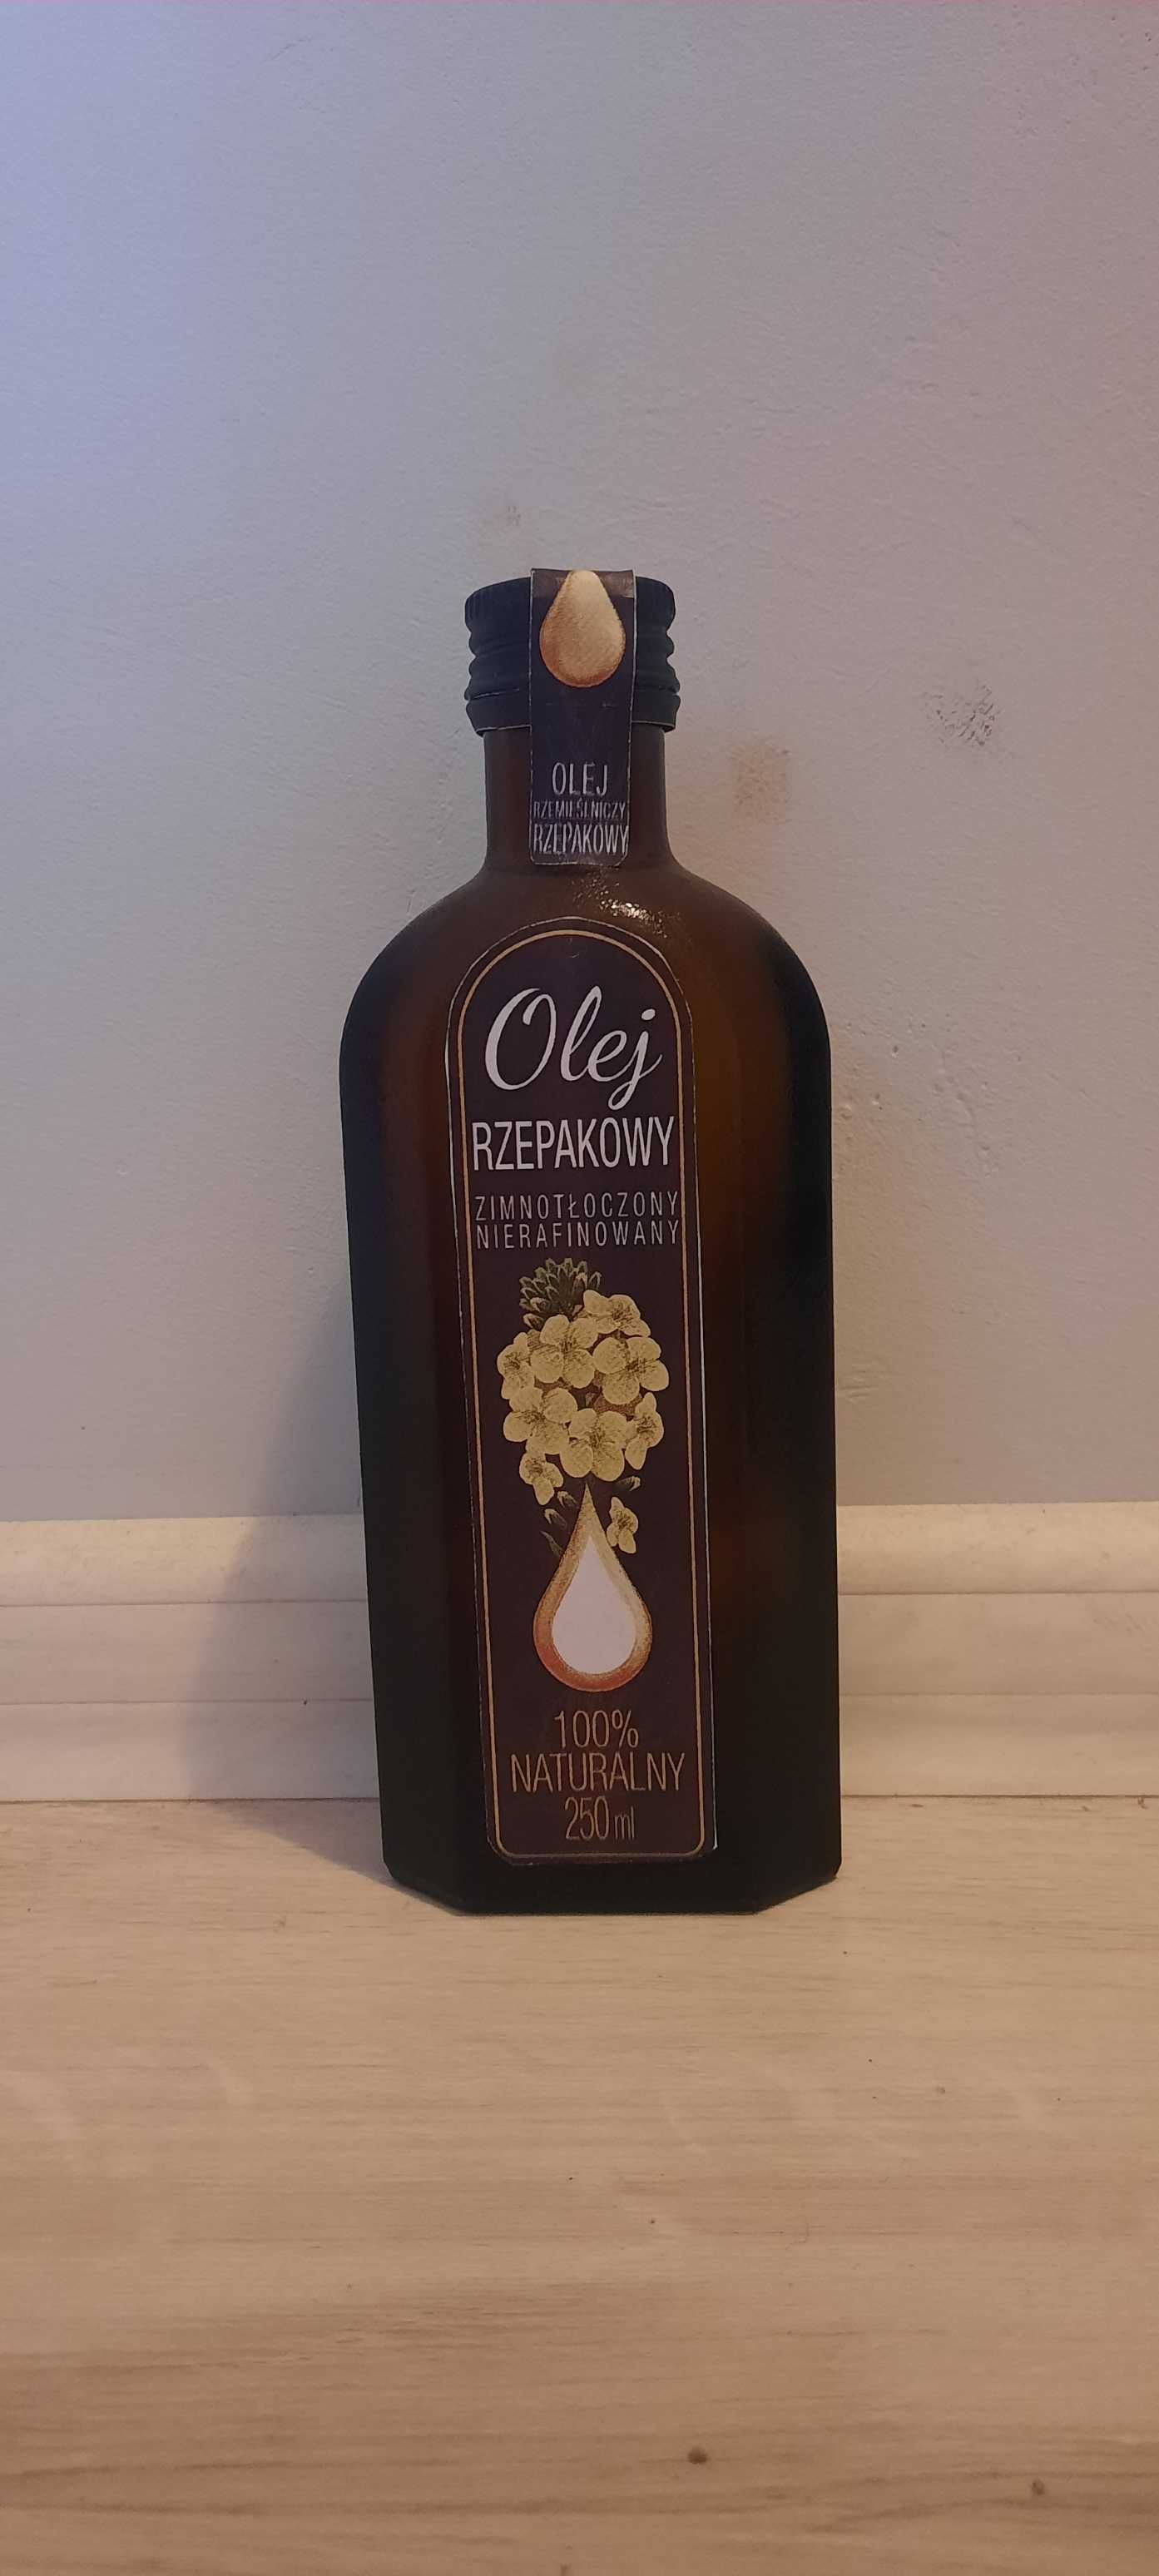 OLEJ
RZEMIEŚLNICZY
RZEPAKOWY
Olej
RZEPAKOWY
ZIMNOTŁOCZONY
NIERAFINOWANY
100%
NATURALNY
250 ml